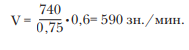 V = 740/0,75 · 0,6 = 590 зн./мин.